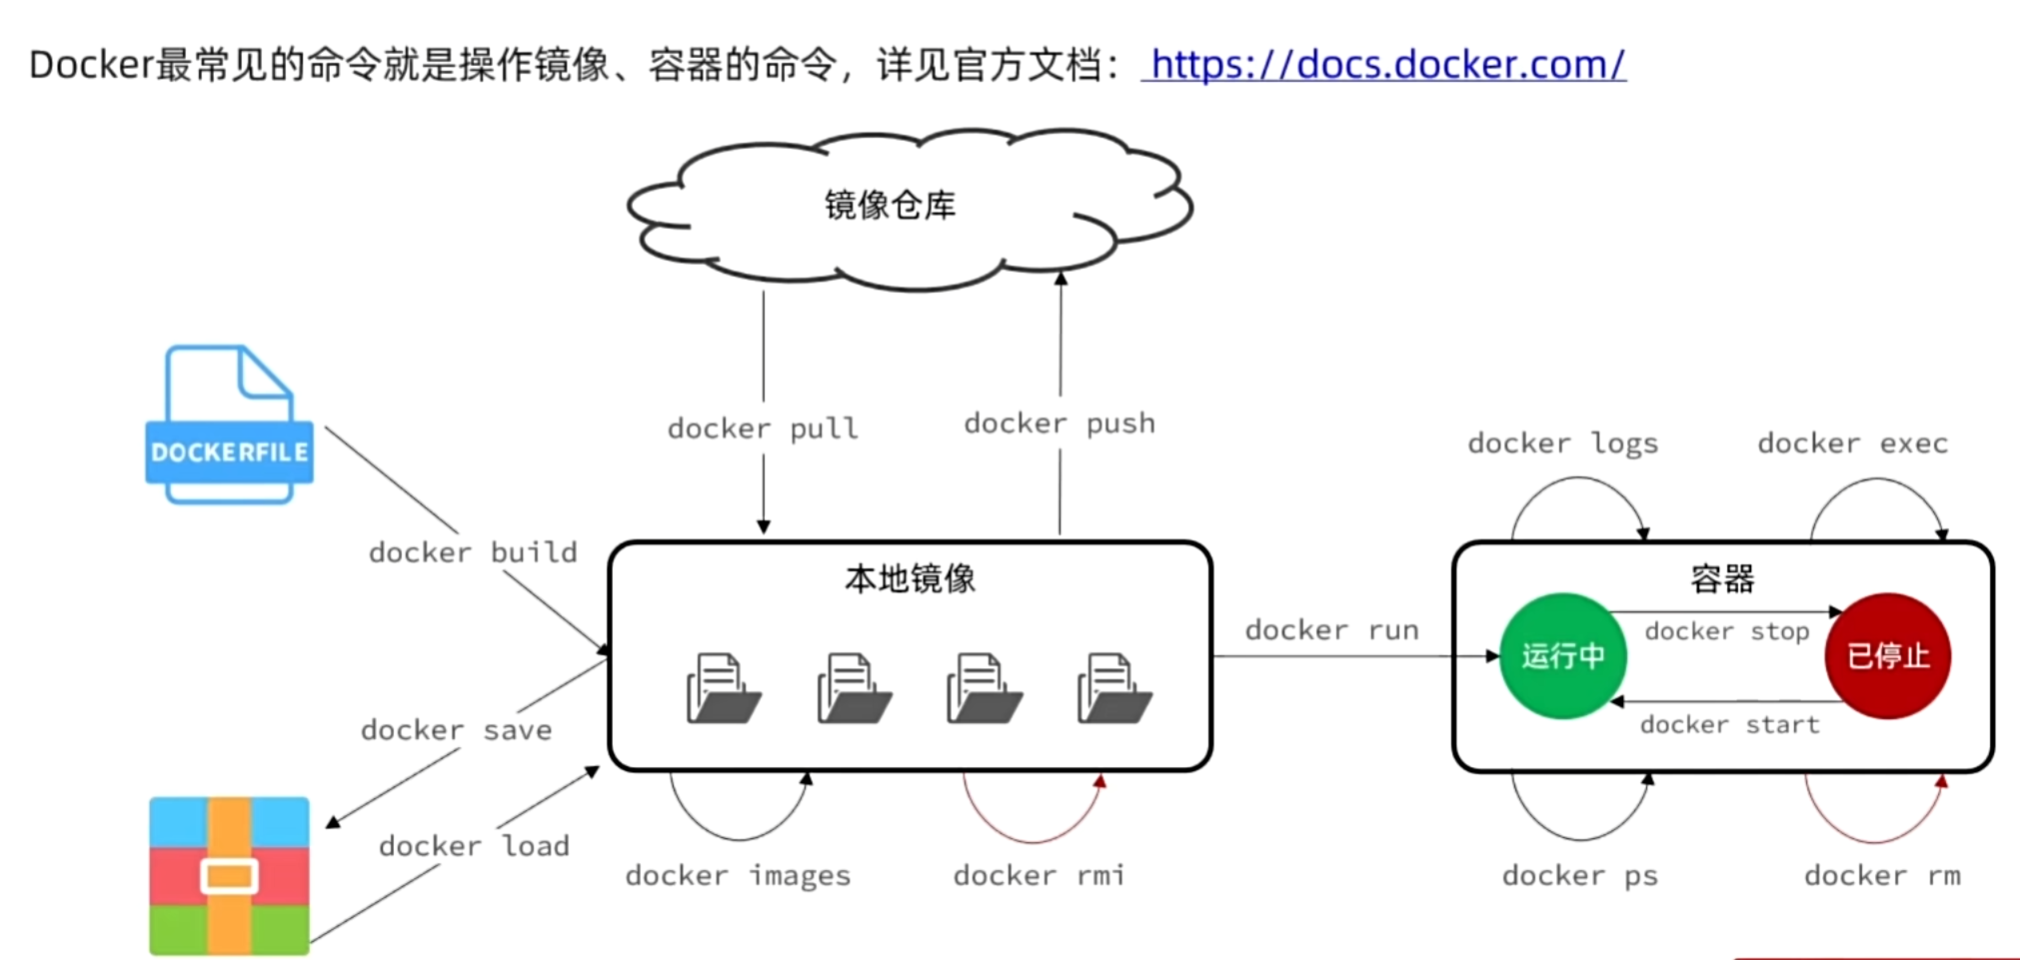 Docker最常见的命令就是操作镜像、容器的命令，详见官方文档： https://docs.docker.com/
镜像仓库
DOCKERFILE
docker pull
docker push
docker logs
docker exec
docker build
本地镜像
容器
docker run
运行中
docker stop
已停止
docker start
docker save
docker load
docker images
docker rmi
docker ps
docker rm